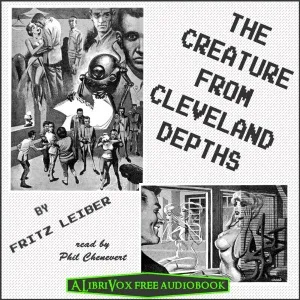 THE
CREATURE
FROM
CLEVELAND
DEPTHS
BY
FRITZ LEIBER
read by
Phil Chenevert
A LIBRIVOX FREE AUDIOBOOK